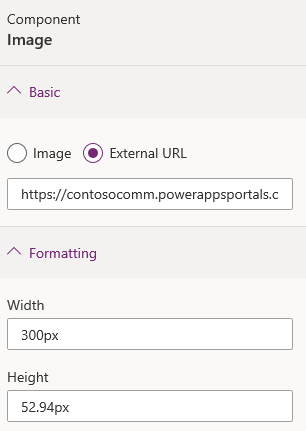 Component
Image
Basic
Image External URL
https://contosocomm.powerappsportals.c
Formatting
Width
300px
Height
52.94px